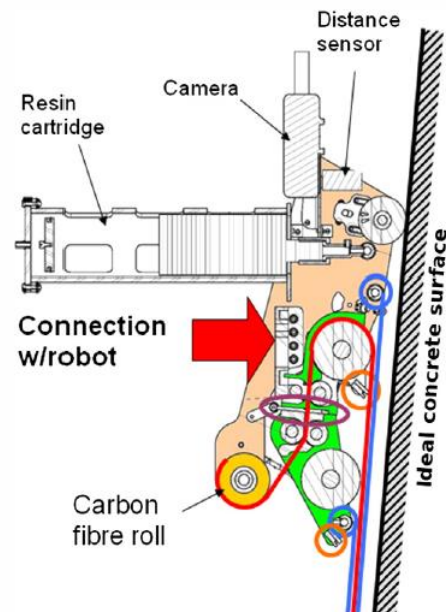 Distance
sensor
Camera
Resin
cartridge
Connection
w/robot
Carbon
fibre roll
Ideal concrete surface